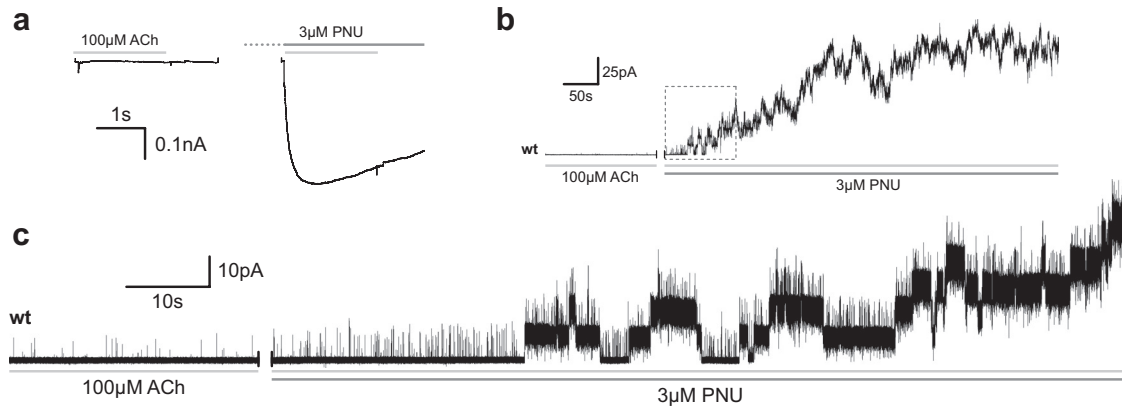 a
100µM ACh
3µM PNU
1s
0.1nA
b
25pA
50s
wt
100µM ACh
3µM PNU
c
10pA
10s
wt
100µM ACh
3µM PNU